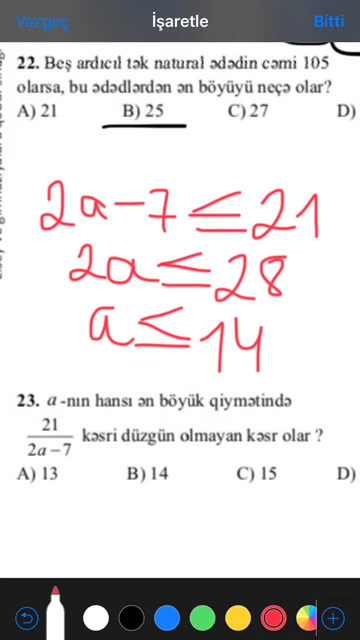 Vazgeç İşaretle Bitti
22. Beş ardıcıl tək natural ədədin cəmi 105
olarsa, bu ədədlərdən ən böyüyü neçə olar?
A) 21 B) 25 C) 27 D)
2a-7≤21
2a≤28
a≤14
23. a -nın hansı ən böyük qiymətində
21
2a-7
kəsri düzgün olmayan kəsr olar ?
A) 13 B) 14 C) 15 D)